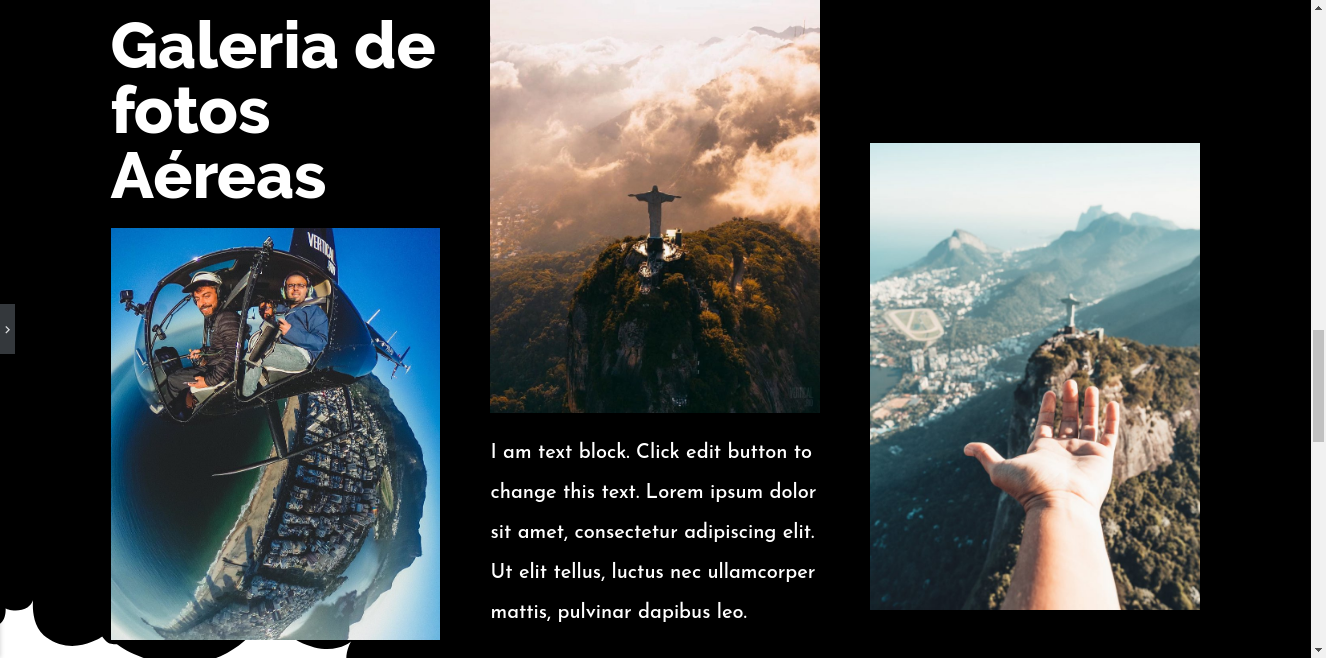 Galeria de
fotos
Aéreas
VERTICAL
I am text block. Click edit button to
change this text. Lorem ipsum dolor
sit amet, consectetur adipiscing elit.
Ut elit tellus, luctus nec ullamcorper
mattis, pulvinar dapibus leo.